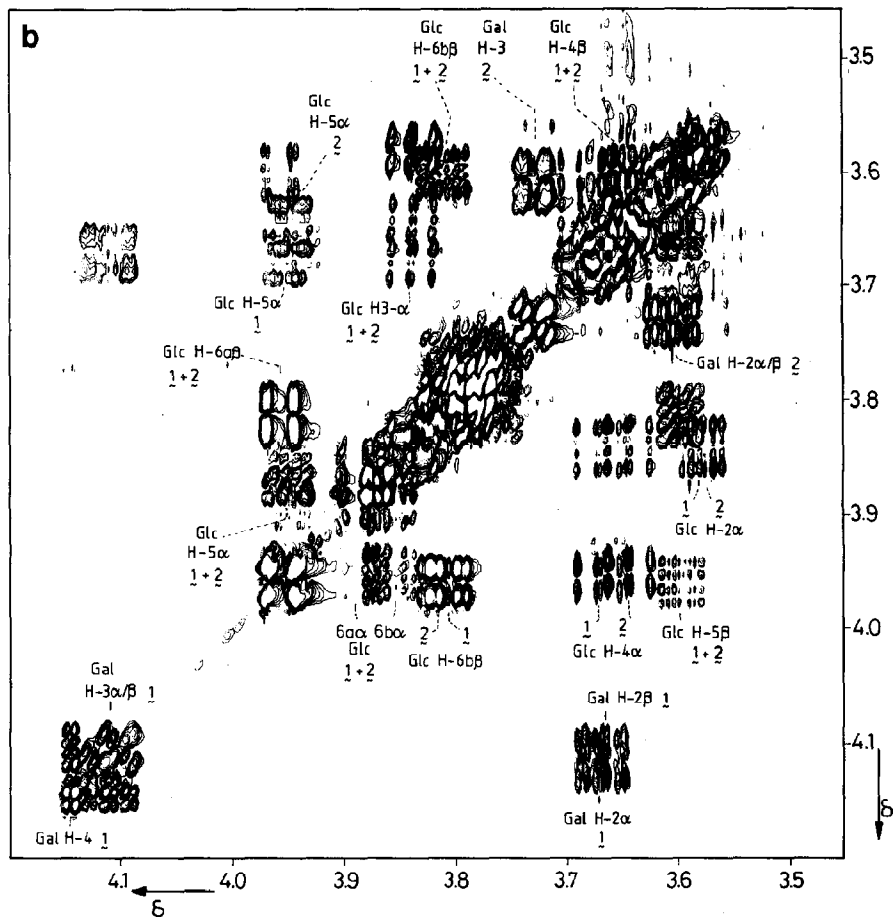 b
Glc Gal Glc
H-6bβ H-3 H-4β
1+2 2 1+2
Glc
H-5α
2
Glc H-5α
1
Glc H3-α
1+2
Glc H-6aβ
1+2
Gal H-2α/β 2
1 2
Glc H-2α
Glc
H-5α
1+2
6aα 6bα
Glc
1+2
2 1
Glc H-6bβ
1 2
Glc H-4α
Glc H-5β
1+2
Gal
H-3α/β 1
Gal H-2β 1
Gal H-4 1
Gal H-2α
1
3.5
3.6
3.7
3.8
3.9
4.0
4.1
δ
4.1 4.0 3.9 3.8 3.7 3.6 3.5
δ